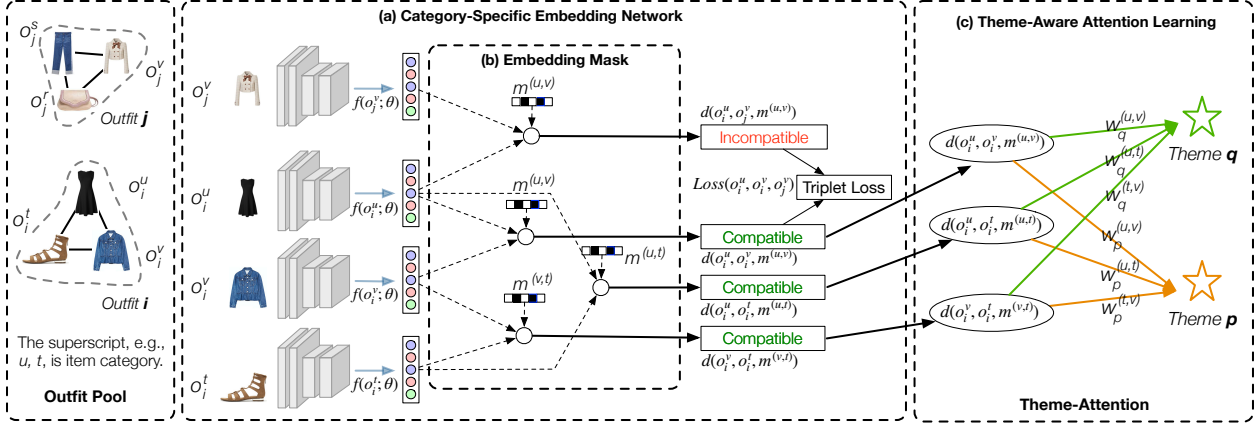 (a) Category-Specific Embedding Network
(c) Theme-Aware Attention Learning
(b) Embedding Mask
O_j^s
O_j^v
O_j^r
Outfit j
O_i^u
O_i^t
O_i^v
Outfit i
The superscript, e.g.,
u, t, is item category.
Outfit Pool
O_j^v
f(o_j^v; θ)
O_i^u
f(o_i^u; θ)
O_i^v
f(o_i^v; θ)
O_i^t
f(o_i^t; θ)
m^(u,v)
m^(u,v)
m^(u,t)
m^(v,t)
d(o_i^u, o_j^v, m^(u,v))
Incompatible
Loss(o_i^u, o_i^v, o_j^v)
Triplet Loss
Compatible
d(o_i^u, o_i^v, m^(u,v))
Compatible
d(o_i^u, o_i^t, m^(u,t))
Compatible
d(o_i^v, o_i^t, m^(v,t))
d(o_i^u, o_i^v, m^(u,v))
d(o_i^u, o_i^t, m^(u,t))
d(o_i^v, o_i^t, m^(v,t))
w_q^(u,v)
w_q^(u,t)
w_q^(t,v)
w_p^(u,v)
w_p^(u,t)
w_p^(t,v)
Theme q
Theme p
Theme-Attention